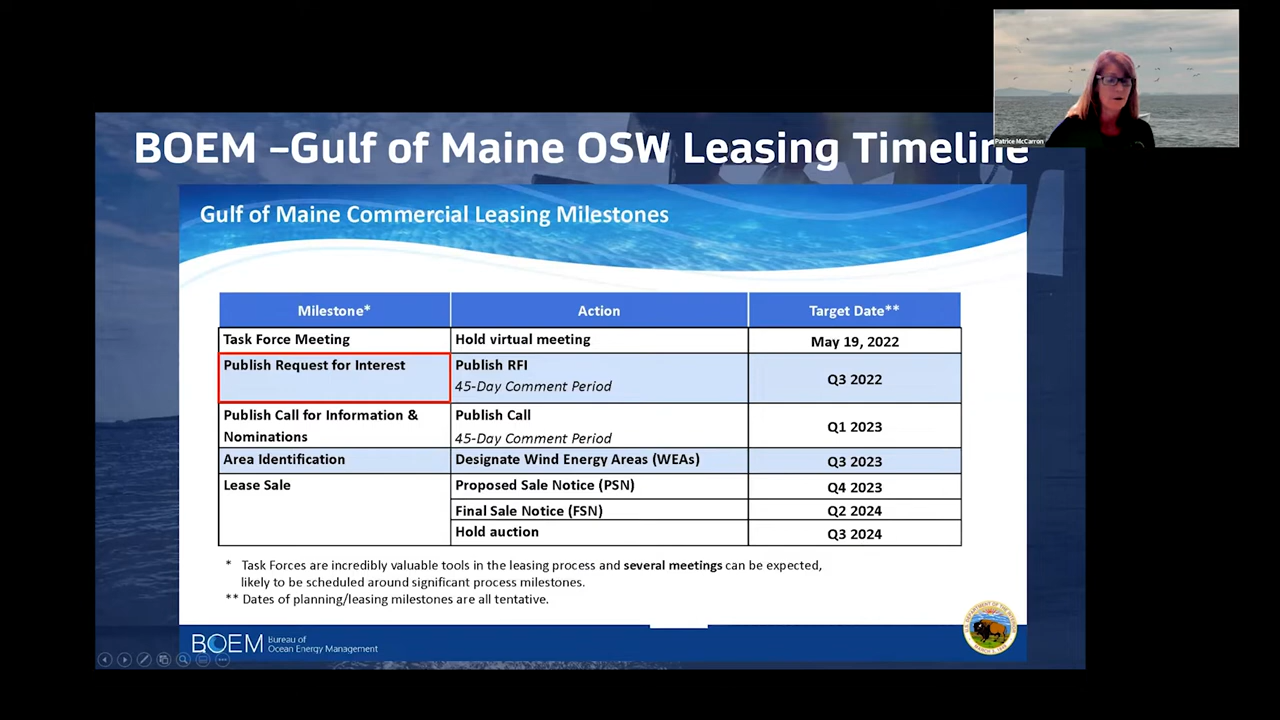 BOEM –Gulf of Maine OSW Leasing Timeline
Patrice McCarron
Gulf of Maine Commercial Leasing Milestones
Milestone* Action Target Date**
Task Force Meeting Hold virtual meeting May 19, 2022
Publish Request for Interest Publish RFI
45-Day Comment Period
Q3 2022
Publish Call for Information &
Nominations
Publish Call
45-Day Comment Period
Q1 2023
Area Identification Designate Wind Energy Areas (WEAs) Q3 2023
Lease Sale Proposed Sale Notice (PSN) Q4 2023
Final Sale Notice (FSN) Q2 2024
Hold auction Q3 2024
* Task Forces are incredibly valuable tools in the leasing process and several meetings can be expected,
likely to be scheduled around significant process milestones.
** Dates of planning/leasing milestones are all tentative.
BOEM
Bureau of
Ocean Energy Management